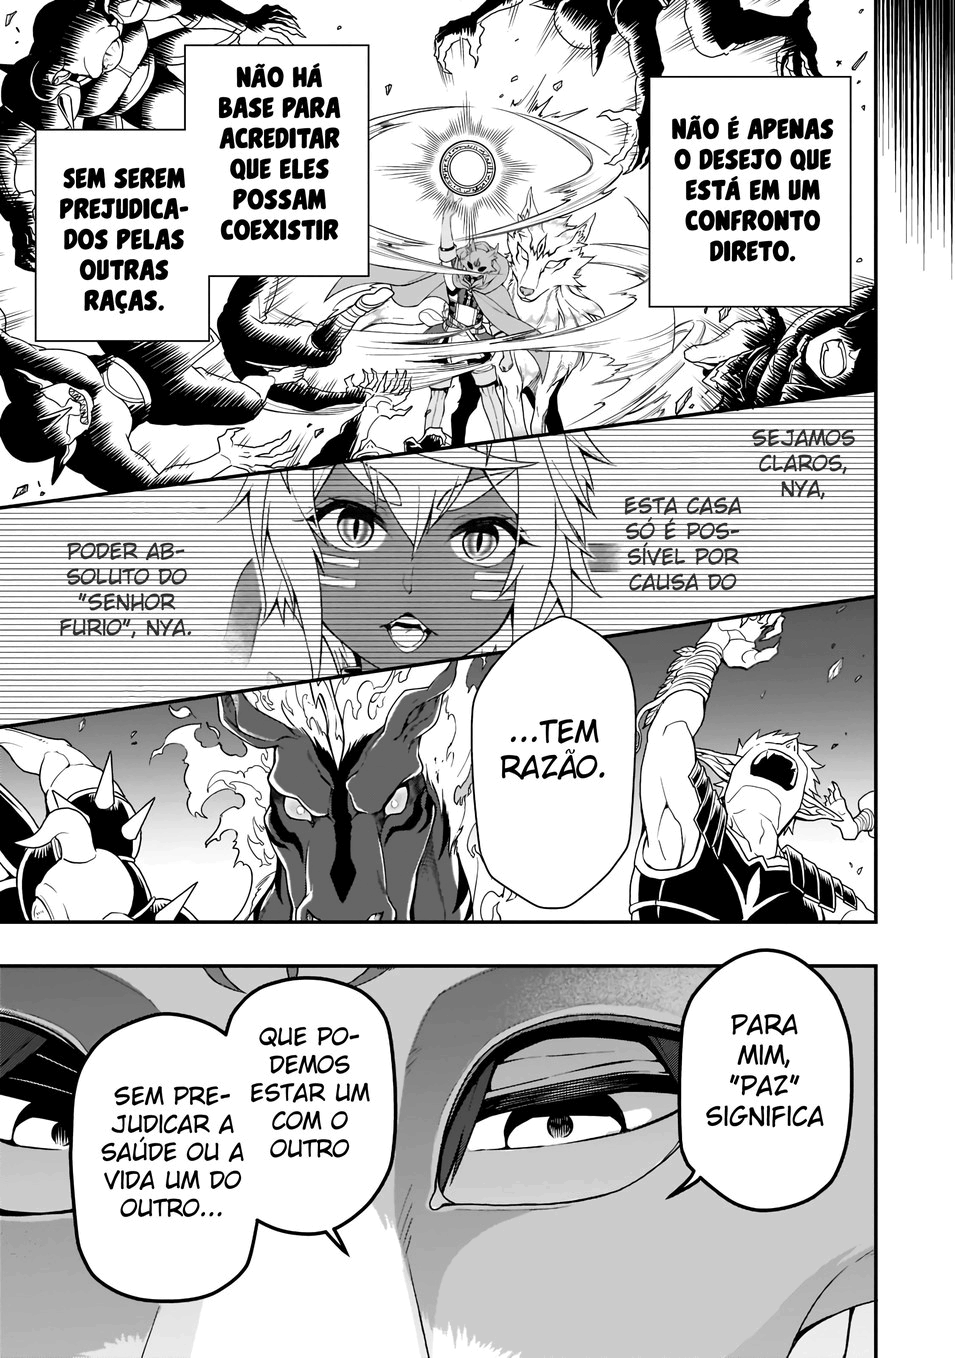 NÃO É APENAS
O DESEJO QUE
ESTÁ EM UM
CONFRONTO
DIRETO.
NÃO HÁ
BASE PARA
ACREDITAR
QUE ELES
POSSAM
COEXISTIR
SEM SEREM
PREJUDICA-
DOS PELAS
OUTRAS
RAÇAS.
SEJAMOS
CLAROS,
NYA,
ESTA CASA
SÓ É POS-
SÍVEL POR
CAUSA DO
PODER AB-
SOLUTO DO
"SENHOR
FURIO", NYA.
...TEM
RAZÃO.
PARA
MIM,
"PAZ"
SIGNIFICA
QUE PO-
DEMOS
ESTAR UM
COM O
OUTRO
SEM PRE-
JUDICAR A
SAÚDE OU A
VIDA UM DO
OUTRO...